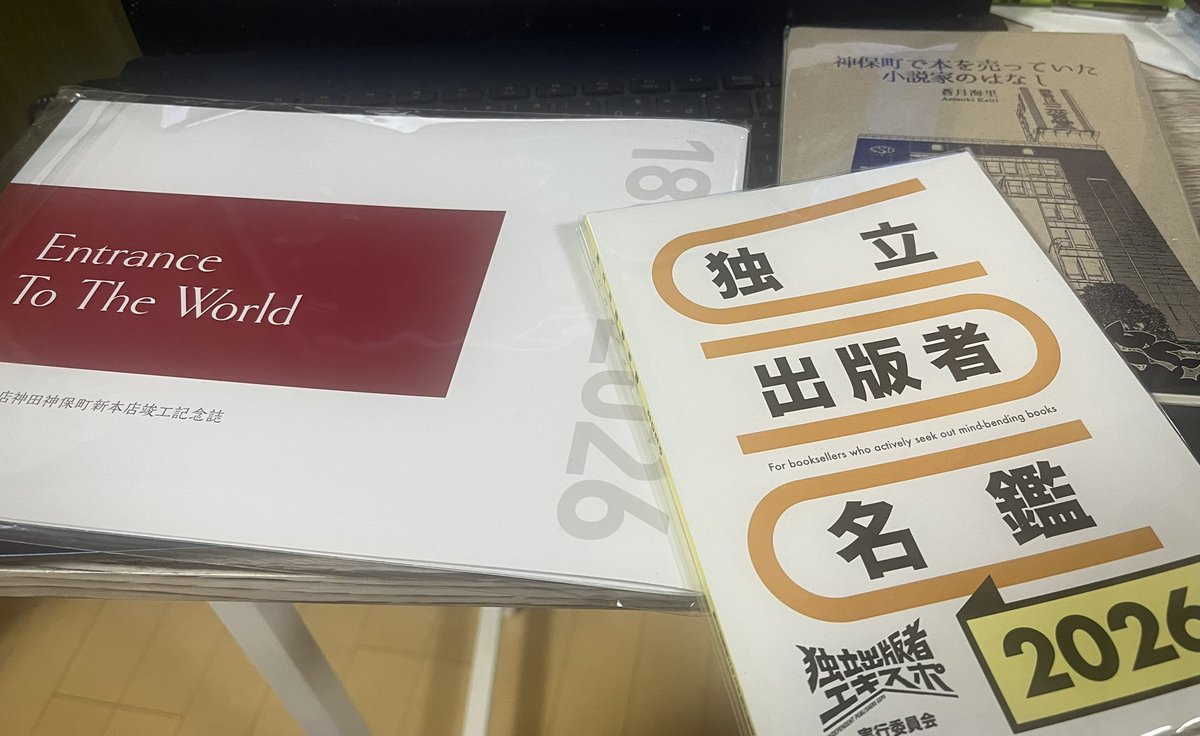 Entrance
To The World
店神田神保町新本店竣工記念誌
18
2026
神保町で本を売っていた
小説家のはなし
蒼月海里
Aotsuki Kairi
独立
出版者
For booksellers who actively seek out mind-bending books
名鑑
2026
独立出版者
エキスポ
INDEPENDENT PUBLISHERS EXPO
実行委員会